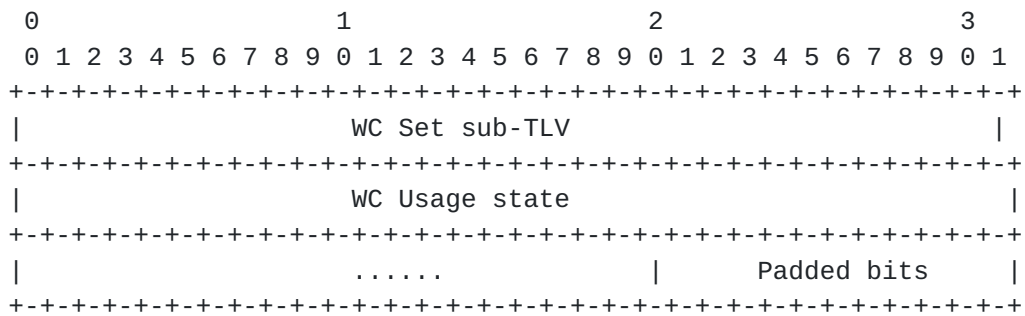 0                   1                   2                   3
 0 1 2 3 4 5 6 7 8 9 0 1 2 3 4 5 6 7 8 9 0 1 2 3 4 5 6 7 8 9 0 1
+-+-+-+-+-+-+-+-+-+-+-+-+-+-+-+-+-+-+-+-+-+-+-+-+-+-+-+-+-+-+-+-+
|                     WC Set sub-TLV                           |
+-+-+-+-+-+-+-+-+-+-+-+-+-+-+-+-+-+-+-+-+-+-+-+-+-+-+-+-+-+-+-+-+
|                     WC Usage state                            |
+-+-+-+-+-+-+-+-+-+-+-+-+-+-+-+-+-+-+-+-+-+-+-+-+-+-+-+-+-+-+-+-+
|                     ......             |      Padded bits     |
+-+-+-+-+-+-+-+-+-+-+-+-+-+-+-+-+-+-+-+-+-+-+-+-+-+-+-+-+-+-+-+-+